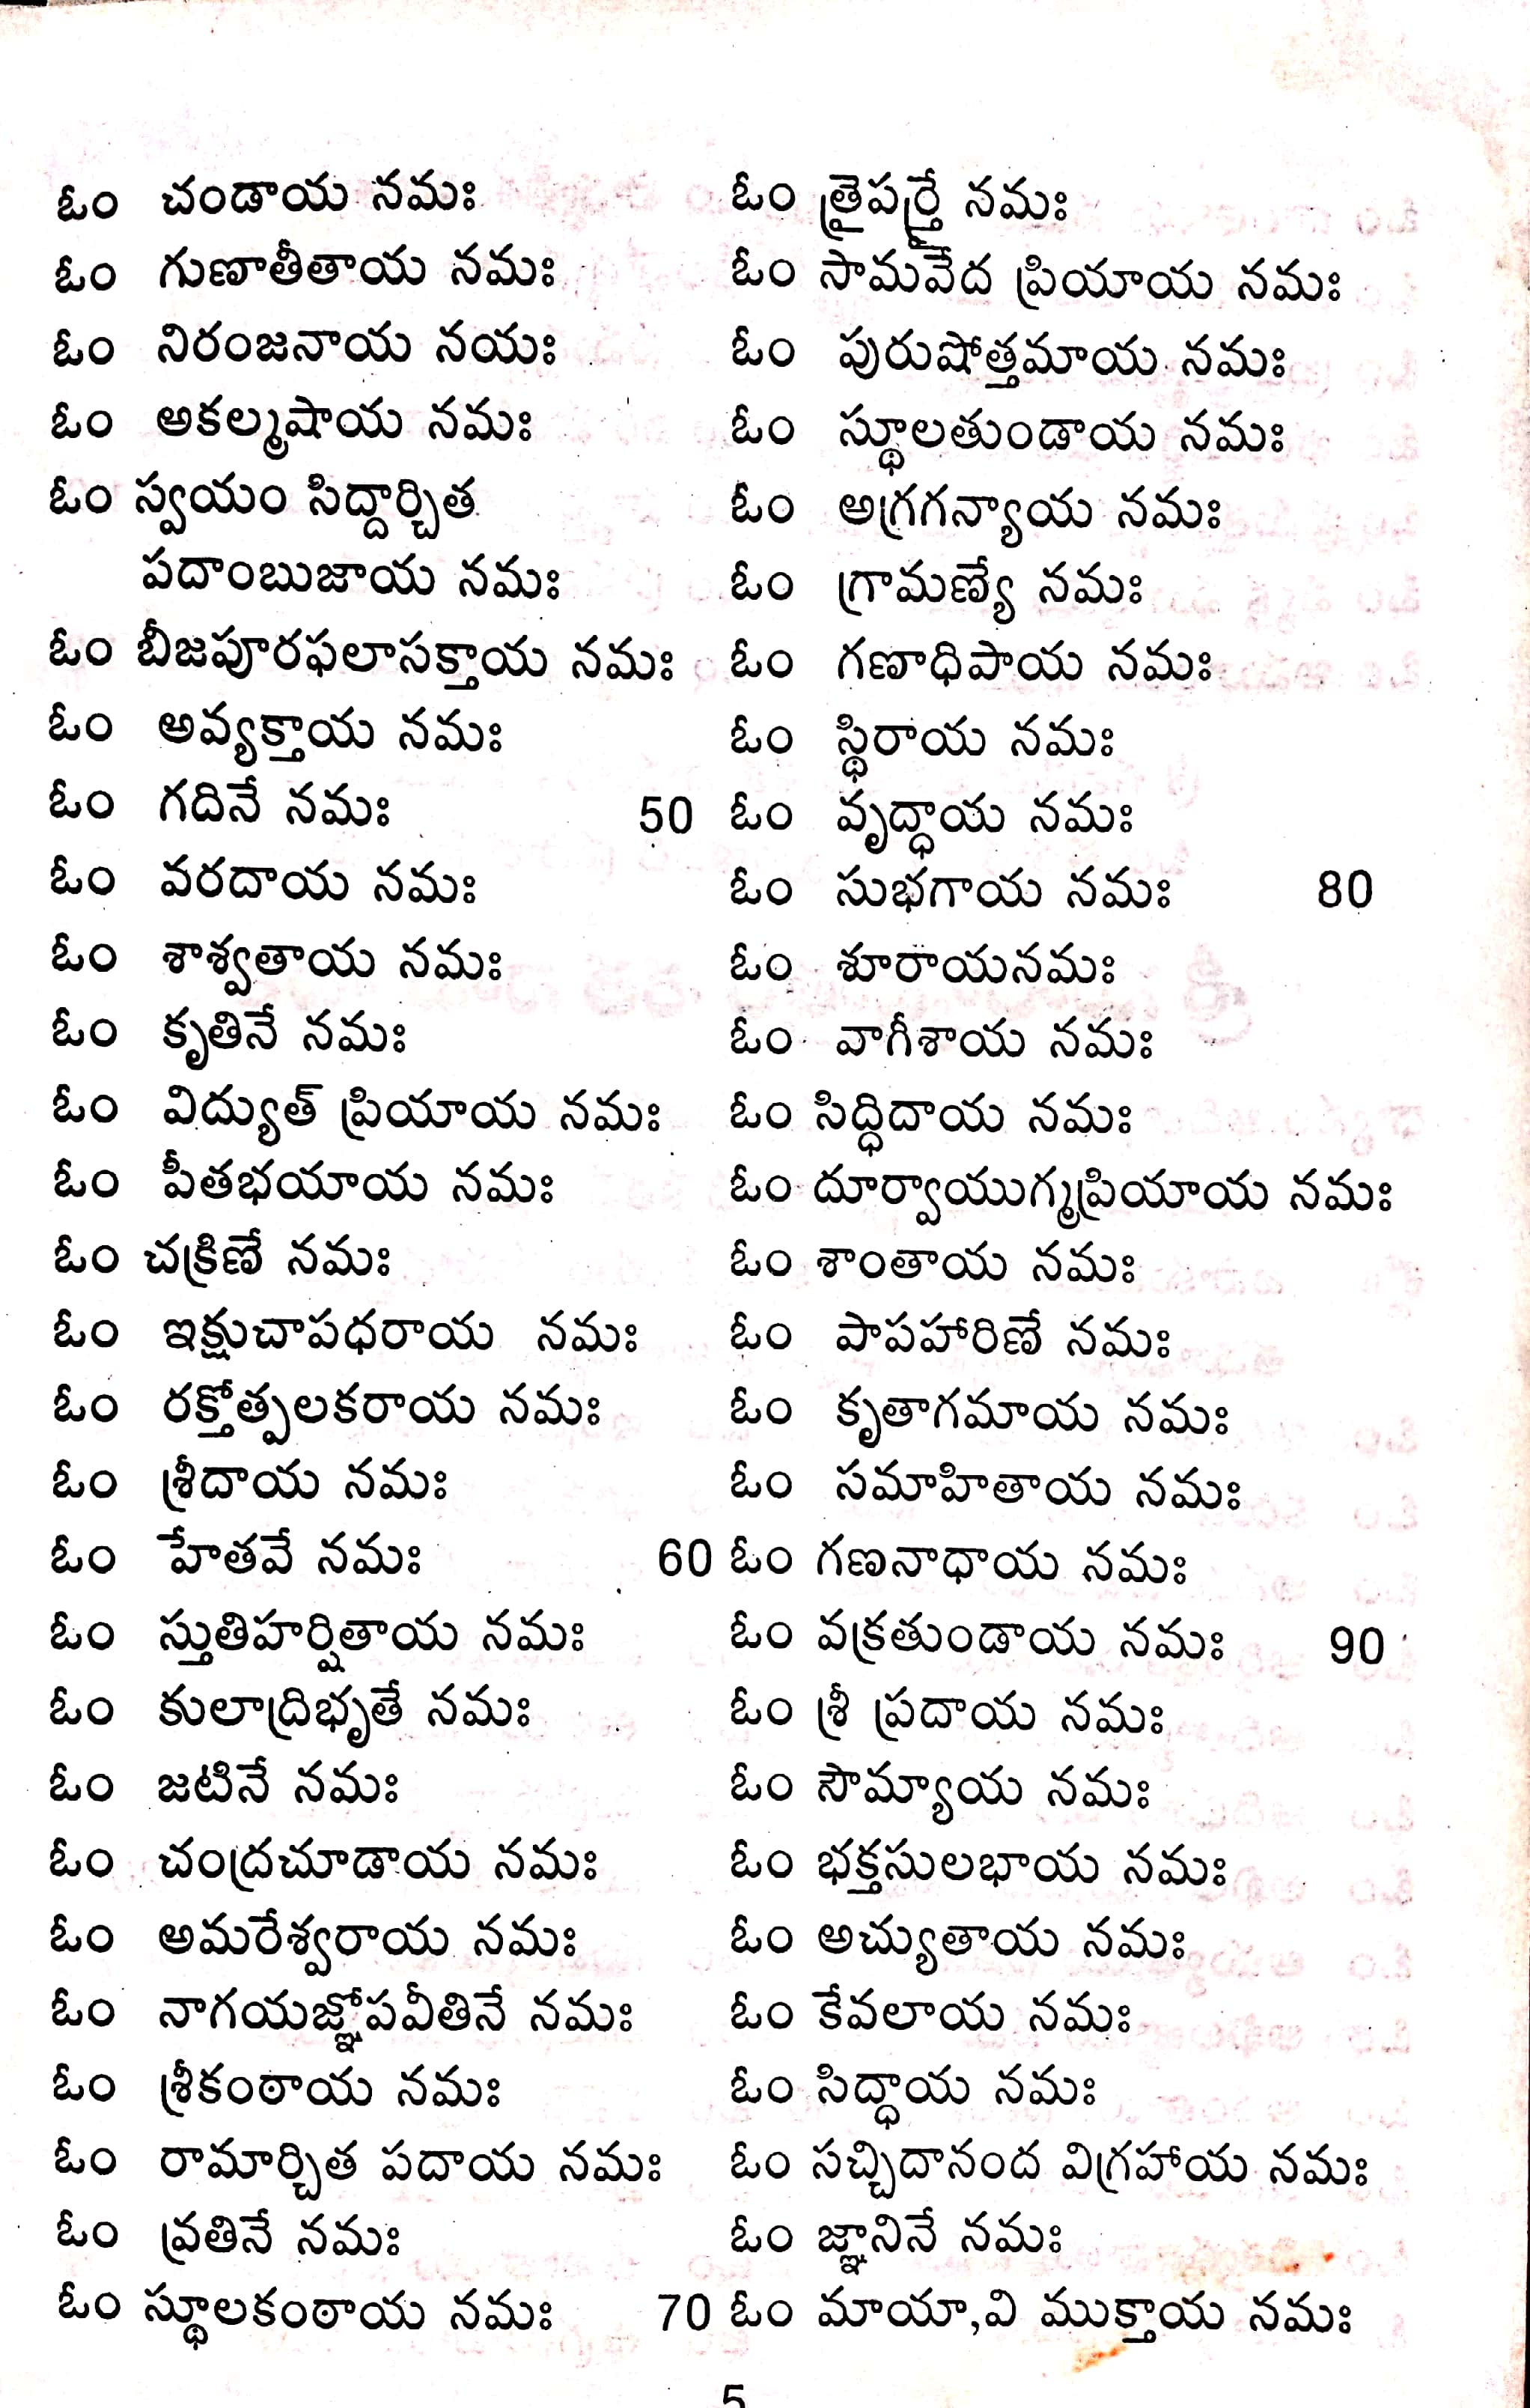 ఓం చండాయ నమః
ఓం గుణాతీతాయ నమః
ఓం నిరంజనాయ నయః
ఓం అకల్మషాయ నమః
ఓం స్వయం సిద్దార్చిత
పదాంబుజాయ నమః
ఓం బీజపూరఫలాసక్తాయ నమః
ఓం అవ్యక్తాయ నమః
ఓం గదినే నమః 50
ఓం వరదాయ నమః
ఓం శాశ్వతాయ నమః
ఓం కృతినే నమః
ఓం విద్యుత్ ప్రియాయ నమః
ఓం పీతభయాయ నమః
ఓం చక్రిణే నమః
ఓం ఇక్షుచాపధరాయ నమః
ఓం రక్తోత్పలకరాయ నమః
ఓం శ్రీదాయ నమః
ఓం హేతవే నమః 60
ఓం స్తుతిహర్షితాయ నమః
ఓం కులాద్రిభృతే నమః
ఓం జటినే నమః
ఓం చంద్రచూడాయ నమః
ఓం అమరేశ్వరాయ నమః
ఓం నాగయజ్ఞోపవీతినే నమః
ఓం శ్రీకంఠాయ నమః
ఓం రామార్చిత పదాయ నమః
ఓం వ్రతినే నమః
ఓం స్థూలకంఠాయ నమః 70
ఓం త్రైపర్తే నమః
ఓం సామవేద ప్రియాయ నమః
ఓం పురుషోత్తమాయ నమః
ఓం స్థూలతుండాయ నమః
ఓం అగ్రగన్యాయ నమః
ఓం గ్రామణ్యే నమః
ఓం గణాధిపాయ నమః
ఓం స్థిరాయ నమః
ఓం వృద్ధాయ నమః
ఓం సుభగాయ నమః 80
ఓం శూరాయనమః
ఓం వాగీశాయ నమః
ఓం సిద్ధిదాయ నమః
ఓం దూర్వాయుగ్మప్రియాయ నమః
ఓం శాంతాయ నమః
ఓం పాపహారిణే నమః
ఓం కృతాగమాయ నమః
ఓం సమాహితాయ నమః
ఓం గణనాధాయ నమః
ఓం వక్రతుండాయ నమః 90
ఓం శ్రీ ప్రదాయ నమః
ఓం సౌమ్యాయ నమః
ఓం భక్తసులభాయ నమః
ఓం అచ్యుతాయ నమః
ఓం కేవలాయ నమః
ఓం సిద్ధాయ నమః
ఓం సచ్చిదానంద విగ్రహాయ నమః
ఓం జ్ఞానినే నమః
ఓం మాయా,వి ముక్తాయ నమః
5